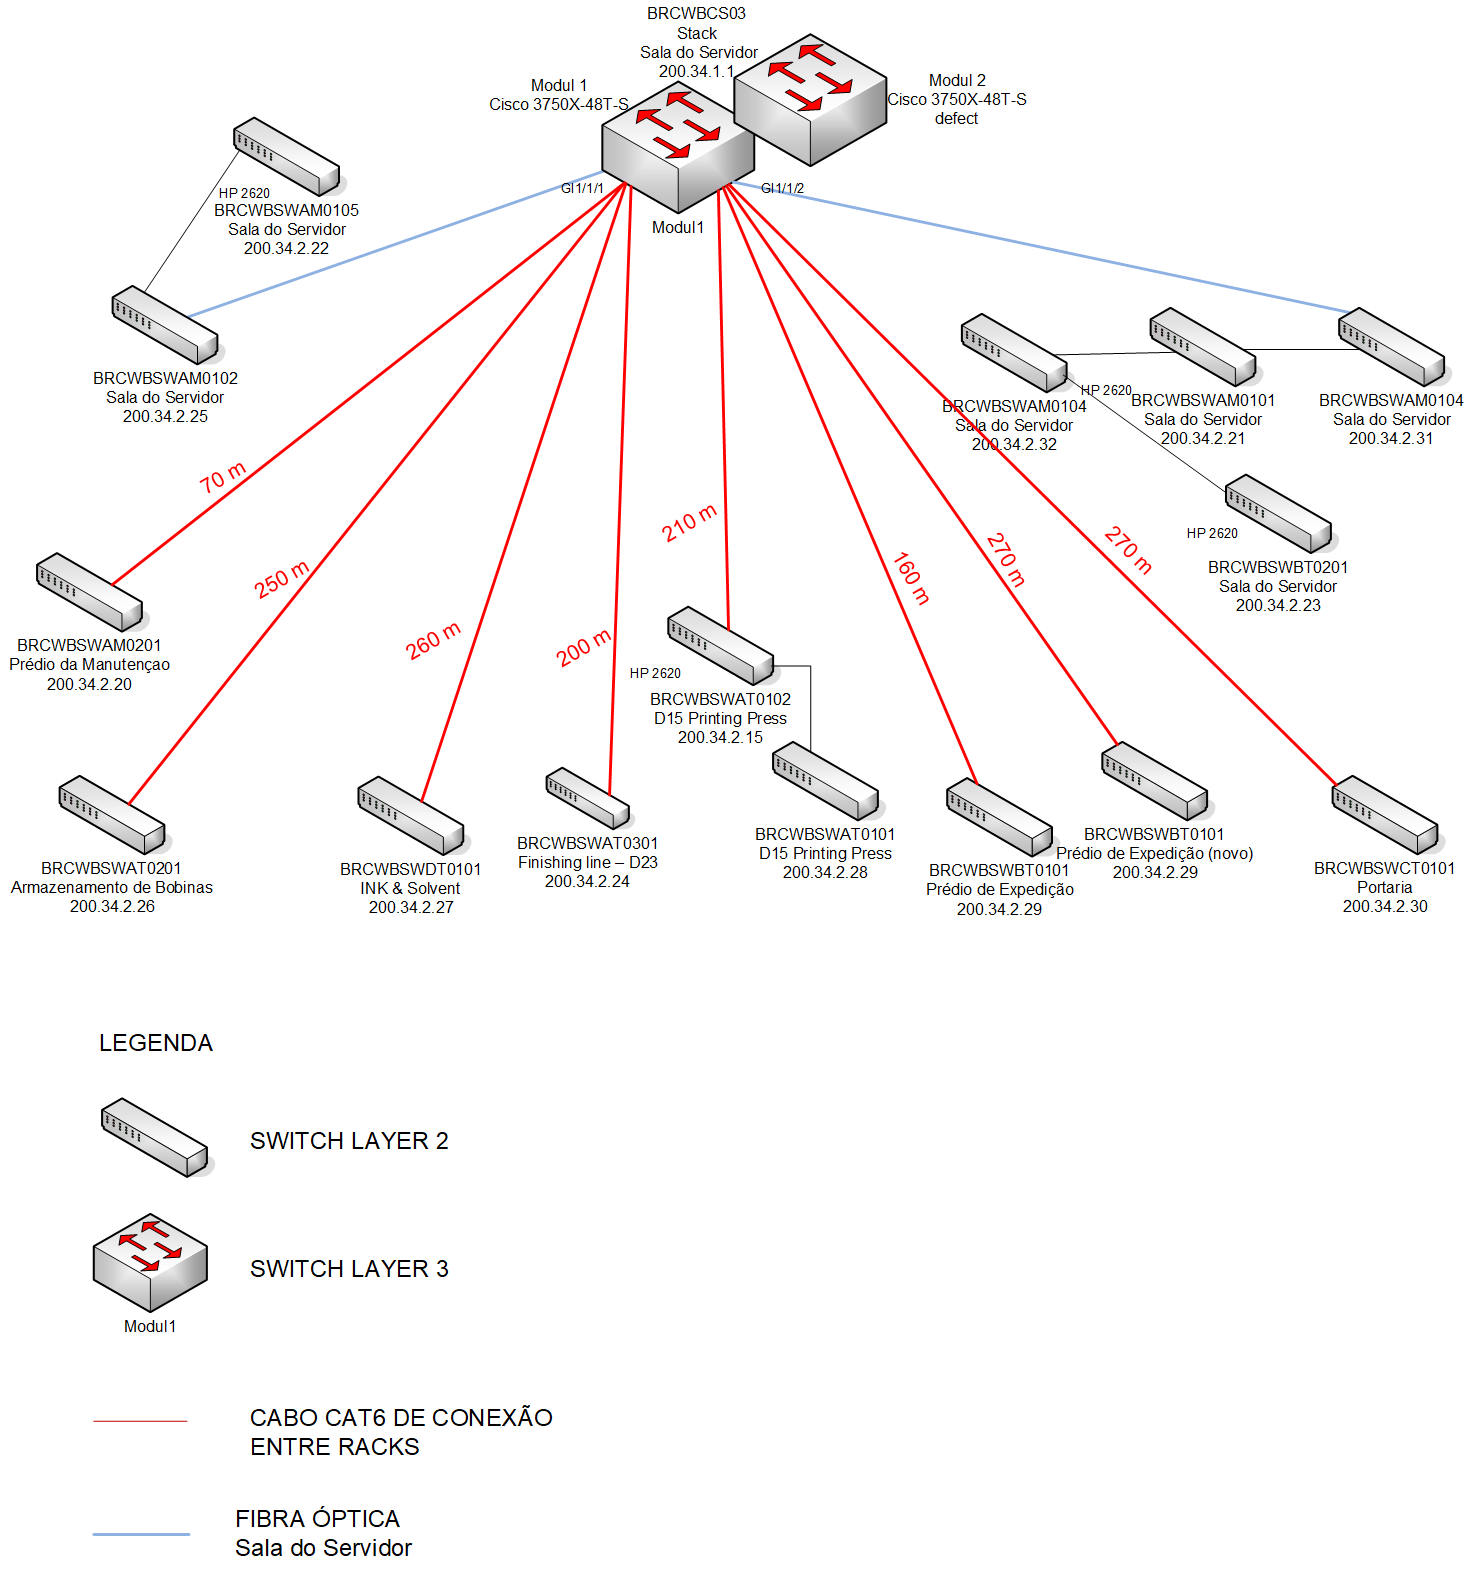 BRCWBCS03
Stack
Sala do Servidor
200.34.1.1
Modul 1
Cisco 3750X-48T-S
Modul 2
Cisco 3750X-48T-S
defect
GI1/1/1
GI1/1/2
Modul1
HP 2620
BRCWBSWAM0105
Sala do Servidor
200.34.2.22
BRCWBSWAM0102
Sala do Servidor
200.34.2.25
HP 2620
BRCWBSWAM0104
Sala do Servidor
200.34.2.32
BRCWBSWAM0101
Sala do Servidor
200.34.2.21
BRCWBSWAM0104
Sala do Servidor
200.34.2.31
HP 2620
BRCWBSWBT0201
Sala do Servidor
200.34.2.23
70 m
250 m
260 m
200 m
210 m
160 m
270 m
270 m
BRCWBSWAM0201
Prédio da Manutençao
200.34.2.20
HP 2620
BRCWBSWAT0102
D15 Printing Press
200.34.2.15
BRCWBSWAT0201
Armazenamento de Bobinas
200.34.2.26
BRCWBSWDT0101
INK & Solvent
200.34.2.27
BRCWBSWAT0301
Finishing line – D23
200.34.2.24
BRCWBSWAT0101
D15 Printing Press
200.34.2.28
BRCWBSWBT0101
Prédio de Expedição
200.34.2.29
BRCWBSWBT0101
Prédio de Expedição (novo)
200.34.2.29
BRCWBSWCT0101
Portaria
200.34.2.30
LEGENDA
SWITCH LAYER 2
SWITCH LAYER 3
Modul1
CABO CAT6 DE CONEXÃO
ENTRE RACKS
FIBRA ÓPTICA
Sala do Servidor